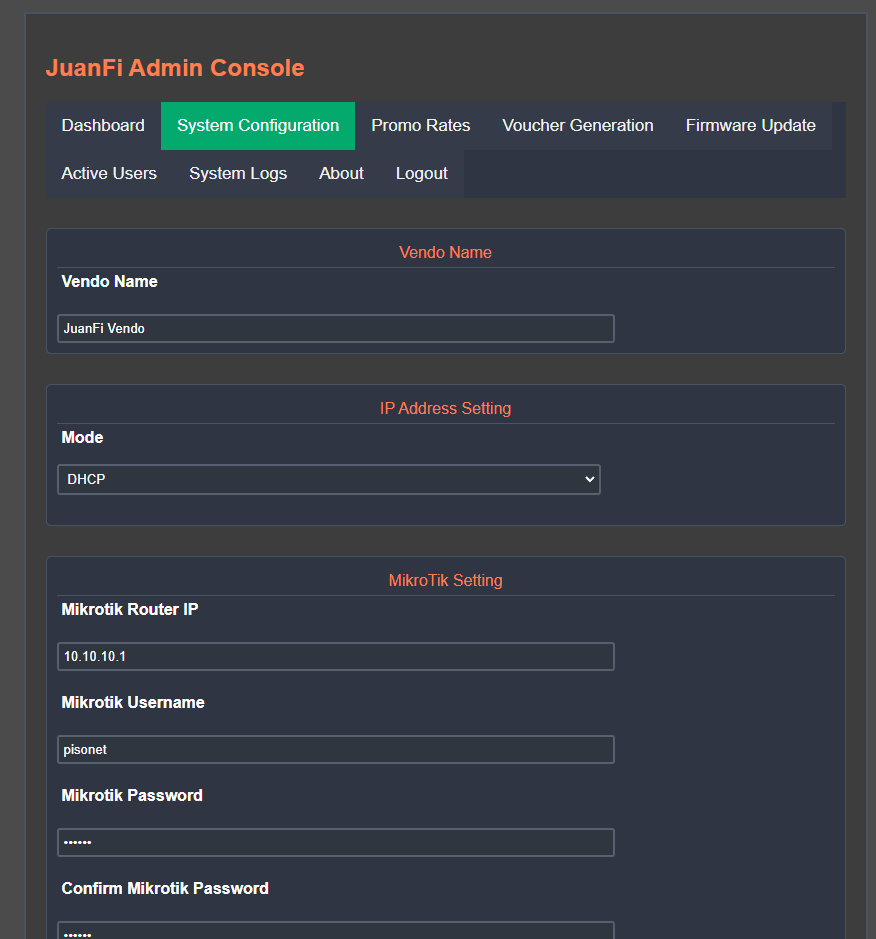 JuanFi Admin Console
Dashboard System Configuration Promo Rates Voucher Generation Firmware Update
Active Users System Logs About Logout
Vendo Name
Vendo Name
JuanFi Vendo
IP Address Setting
Mode
DHCP
MikroTik Setting
Mikrotik Router IP
10.10.10.1
Mikrotik Username
pisonet
Mikrotik Password
••••••
Confirm Mikrotik Password
••••••